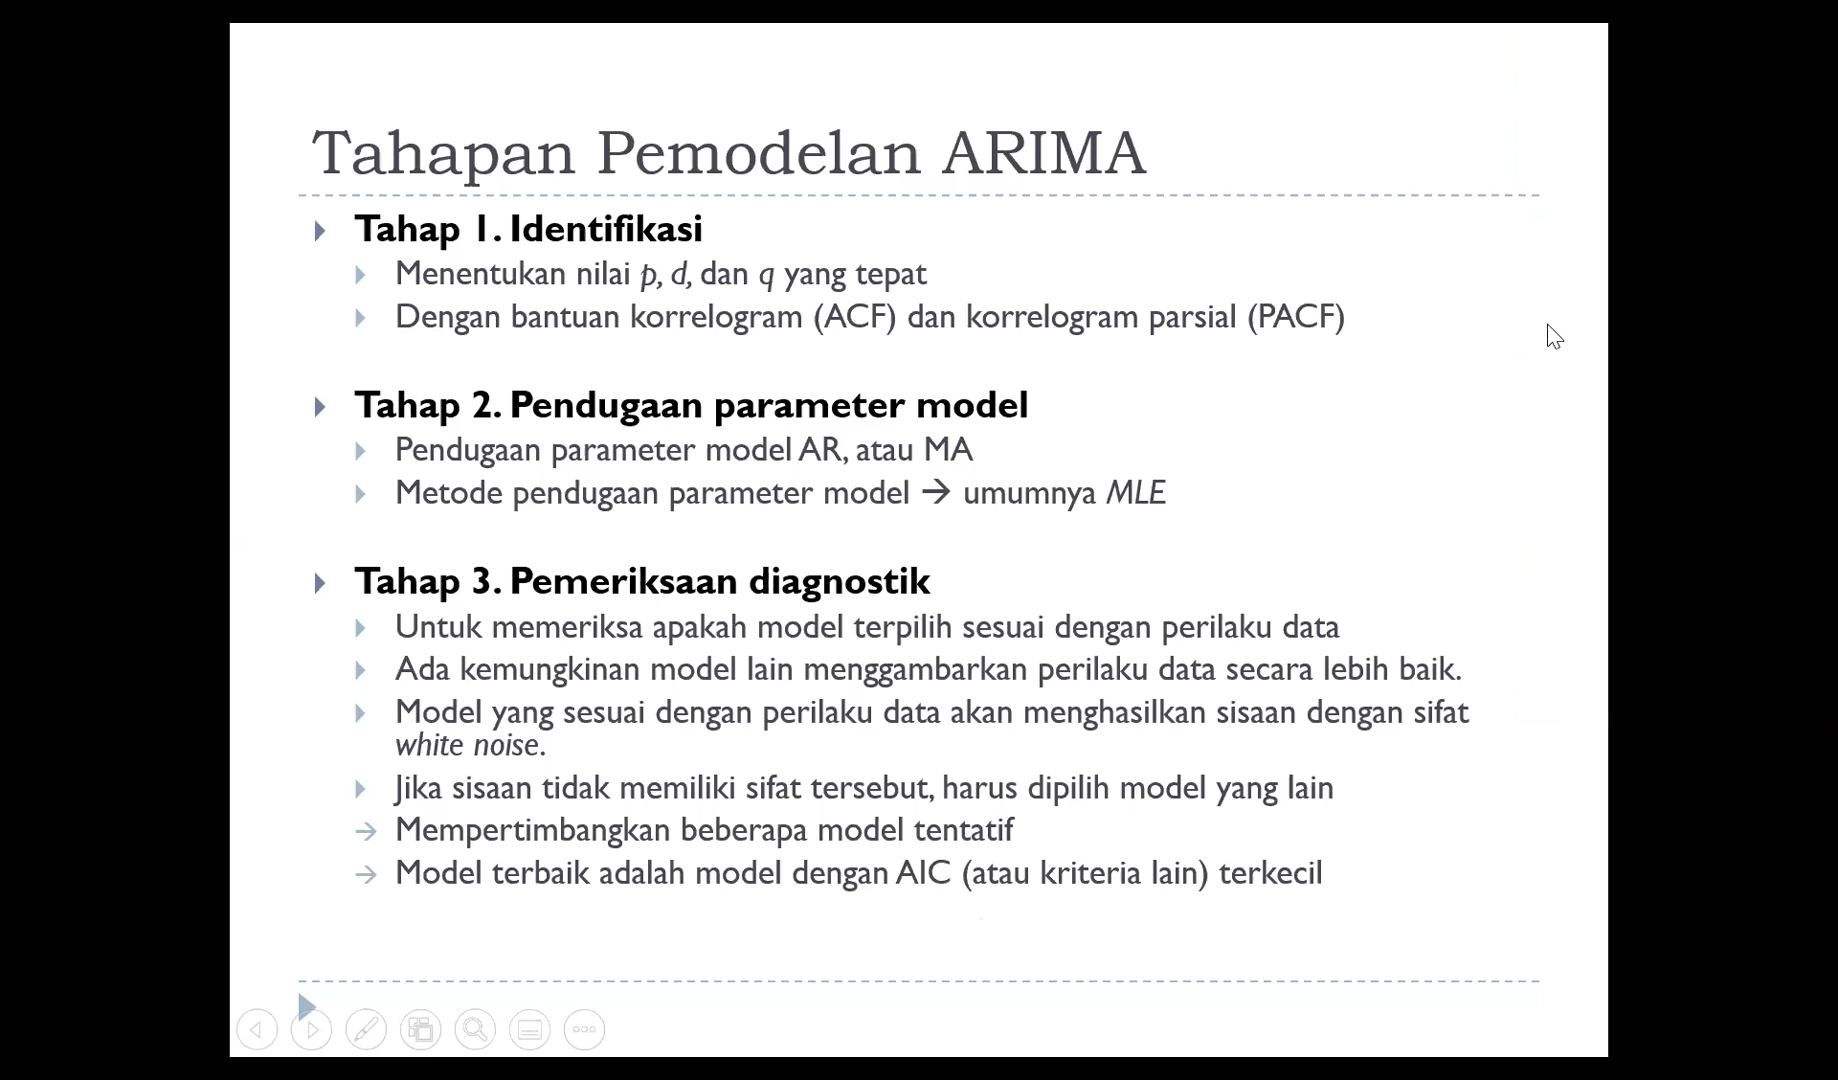 Tahapan Pemodelan ARIMA
Tahap 1. Identifikasi
Menentukan nilai p, d, dan q yang tepat
Dengan bantuan korrelogram (ACF) dan korrelogram parsial (PACF)
Tahap 2. Pendugaan parameter model
Pendugaan parameter model AR, atau MA
Metode pendugaan parameter model → umumnya MLE
Tahap 3. Pemeriksaan diagnostik
Untuk memeriksa apakah model terpilih sesuai dengan perilaku data
Ada kemungkinan model lain menggambarkan perilaku data secara lebih baik.
Model yang sesuai dengan perilaku data akan menghasilkan sisaan dengan sifat
white noise.
Jika sisaan tidak memiliki sifat tersebut, harus dipilih model yang lain
→ Mempertimbangkan beberapa model tentatif
→ Model terbaik adalah model dengan AIC (atau kriteria lain) terkecil